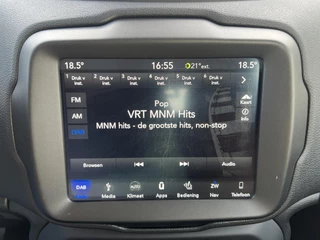 18.5° 16:55 21° ext. 18.5°
1 Druk v inst. 2 Druk v inst. 3 Druk v inst. 4 Druk v inst. 5 Druk v inst. 6 Druk v inst.
FM
Pop
Kaart
AM
VRT MNM Hits
Info
DAB
MNM hits - de grootste hits, non-stop
Browsen Audio
DAB Media Klimaat Apps Bediening ZW Nav Telefoon